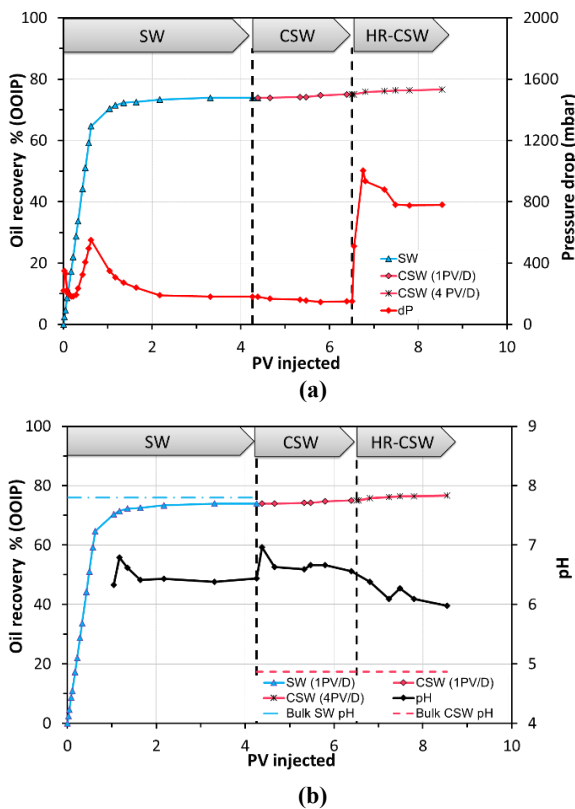 SW CSW HR-CSW
100 2000
80 1600
60 1200
40 800
20 400
0 0
0 2 4 6 8 10
Oil recovery % (OOIP)
Pressure drop (mbar)
SW
CSW (1PV/D)
CSW (4 PV/D)
dP
PV injected
(a)
SW CSW HR-CSW
100 9
80 8
60 7
40 6
20 5
0 4
0 2 4 6 8 10
Oil recovery % (OOIP)
pH
SW (1PV/D) CSW (1PV/D)
CSW (4PV/D) pH
Bulk SW pH Bulk CSW pH
PV injected
(b)